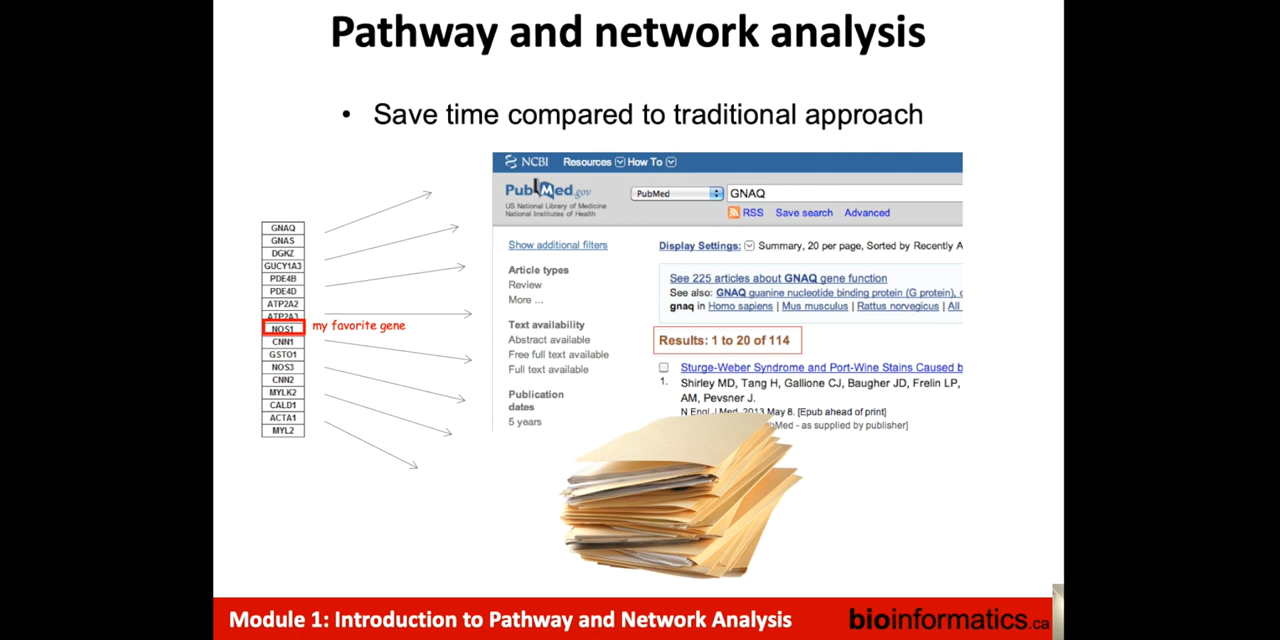 Pathway and network analysis
• Save time compared to traditional approach
GNAQ
GNAS
DGKZ
GUCY1A3
PDE4B
PDE4D
ATP2A2
ATP2A3
NOS1
my favorite gene
CNN1
GSTO1
NOS3
CNN2
MYLK2
CALD1
ACTA1
MYL2
NCBI Resources How To
PubMed.gov
US National Library of Medicine
National Institutes of Health
PubMed
GNAQ
RSS Save search Advanced
Show additional filters
Article types
Review
More ...
Text availability
Abstract available
Free full text available
Full text available
Publication
dates
5 years
Display Settings: Summary, 20 per page, Sorted by Recently A
See 225 articles about GNAQ gene function
See also: GNAQ guanine nucleotide binding protein (G protein),
gnaq in Homo sapiens | Mus musculus | Rattus norvegicus | All
Results: 1 to 20 of 114
Sturge-Weber Syndrome and Port-Wine Stains Caused b
1. Shirley MD, Tang H, Gallione CJ, Baugher JD, Frelin LP,
AM, Pevsner J.
N Engl J Med. 2013 May 8. [Epub ahead of print]
bMed - as supplied by publisher]
Module 1: Introduction to Pathway and Network Analysis
bioinformatics.ca